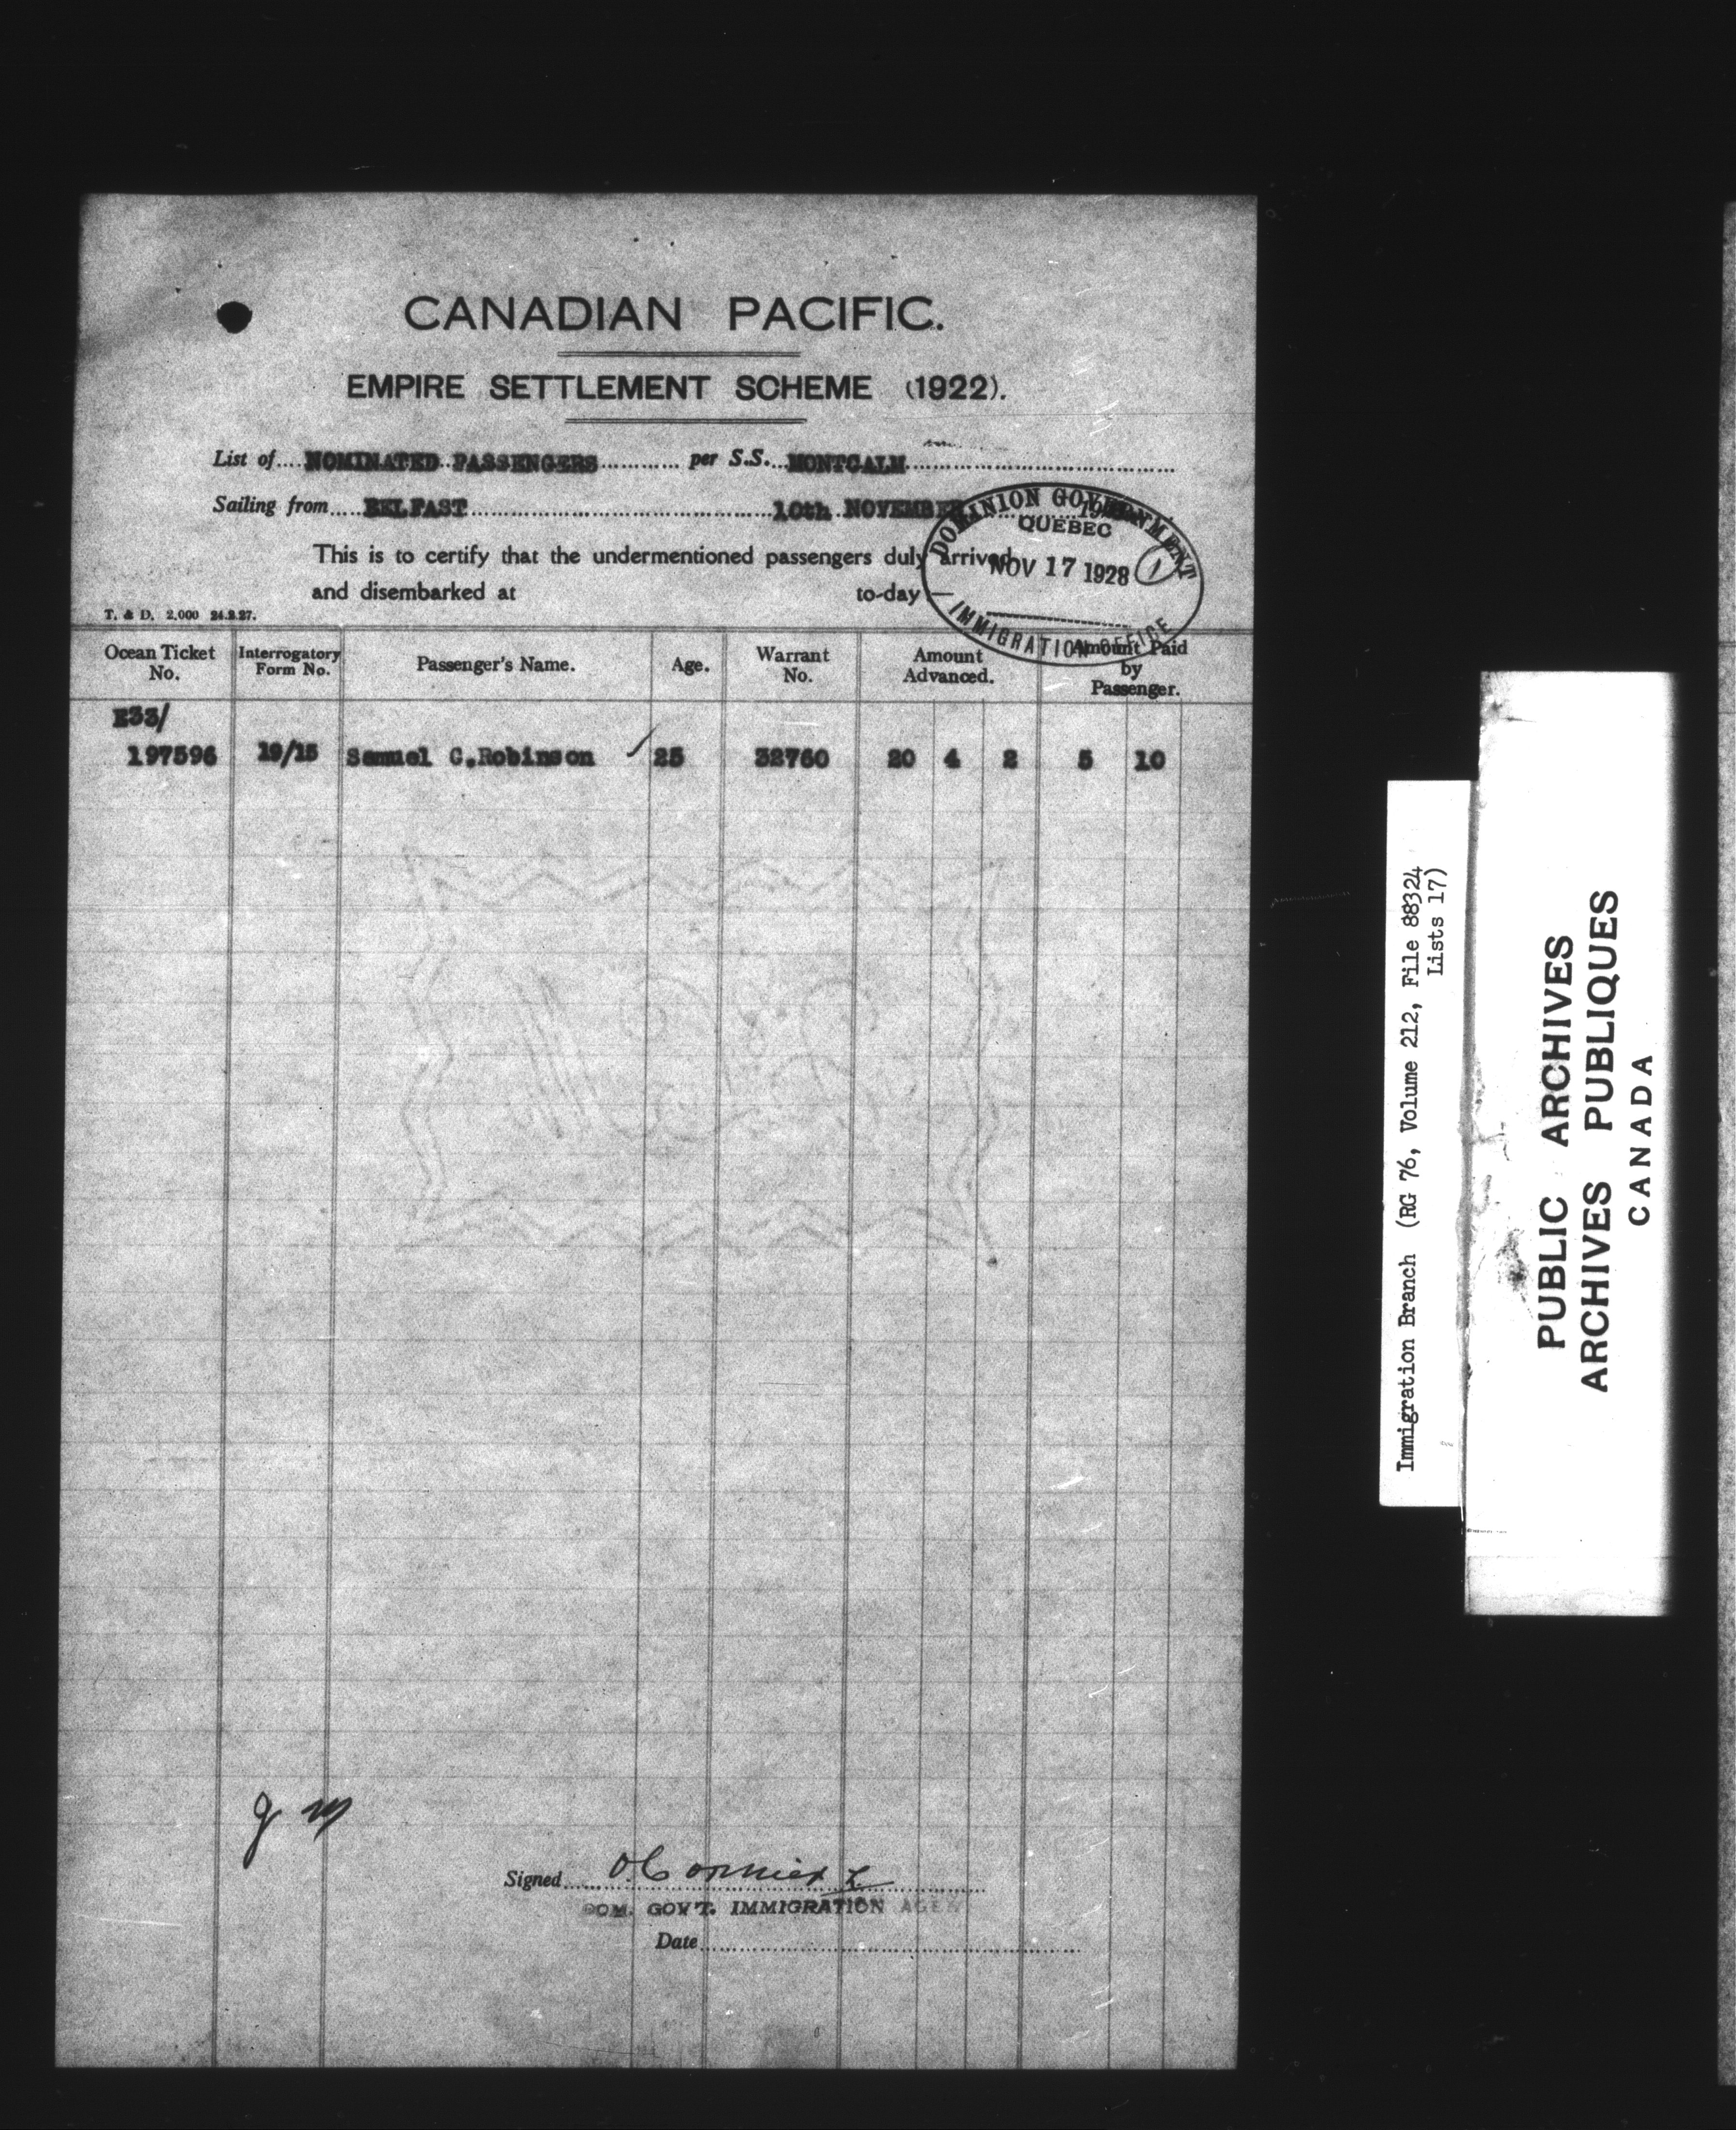 CANADIAN PACIFIC.
EMPIRE SETTLEMENT SCHEME (1922).
List of.... NOMINATED PASSENGERS ............ per S.S. ... MONTCALM ........
Sailing from ..... BELFAST ........ 10th NOVEMBER
DOMINION GOVERNMENT
QUEBEC
NOV 17 1928 1
IMMIGRATION OFFICE
This is to certify that the undermentioned passengers duly arrived
and disembarked at to-day
T. & D. 2,000 24.2.27.
Ocean Ticket No. Interrogatory Form No. Passenger's Name. Age. Warrant No. Amount Advanced. Amount Paid by Passenger.
E33/
197596 19/15 Samuel G.Robinson ✓ 25 32760 20 4 2 5 10
Signed
DOM. GOV'T. IMMIGRATION AGENT
Date
Immigration Branch (RG 76, Volume 212, File 88324
Lists 17)
PUBLIC ARCHIVES
ARCHIVES PUBLIQUES
CANADA